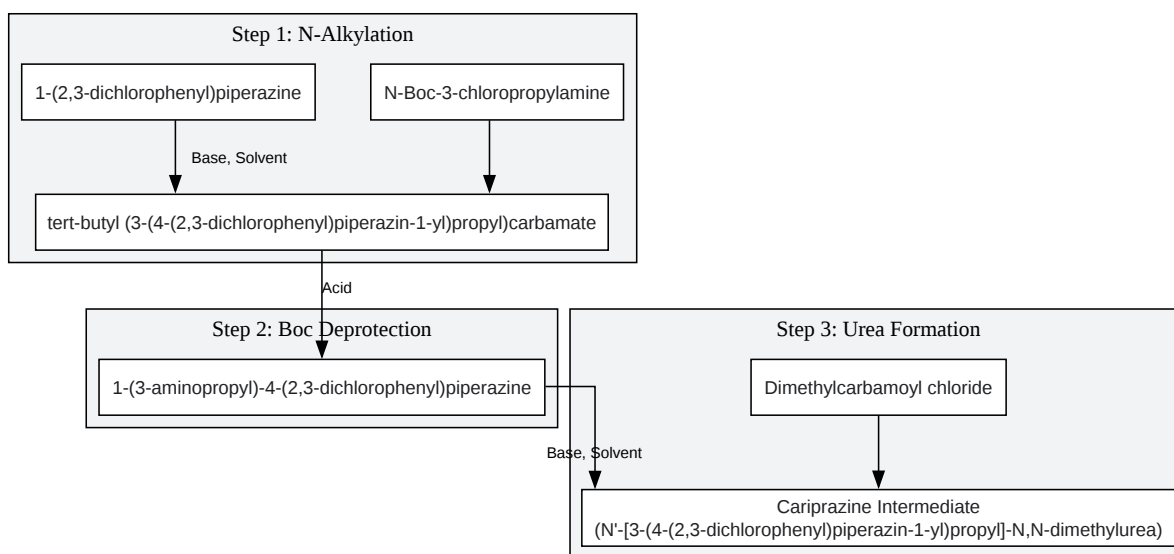 Step 1: N-Alkylation
1-(2,3-dichlorophenyl)piperazine
N-Boc-3-chloropropylamine
Base, Solvent
tert-butyl (3-(4-(2,3-dichlorophenyl)piperazin-1-yl)propyl)carbamate
Acid
Step 2: Boc Deprotection
1-(3-aminopropyl)-4-(2,3-dichlorophenyl)piperazine
Step 3: Urea Formation
Dimethylcarbamoyl chloride
Base, Solvent
Cariprazine Intermediate
(N'-[3-(4-(2,3-dichlorophenyl)piperazin-1-yl)propyl]-N,N-dimethylurea)